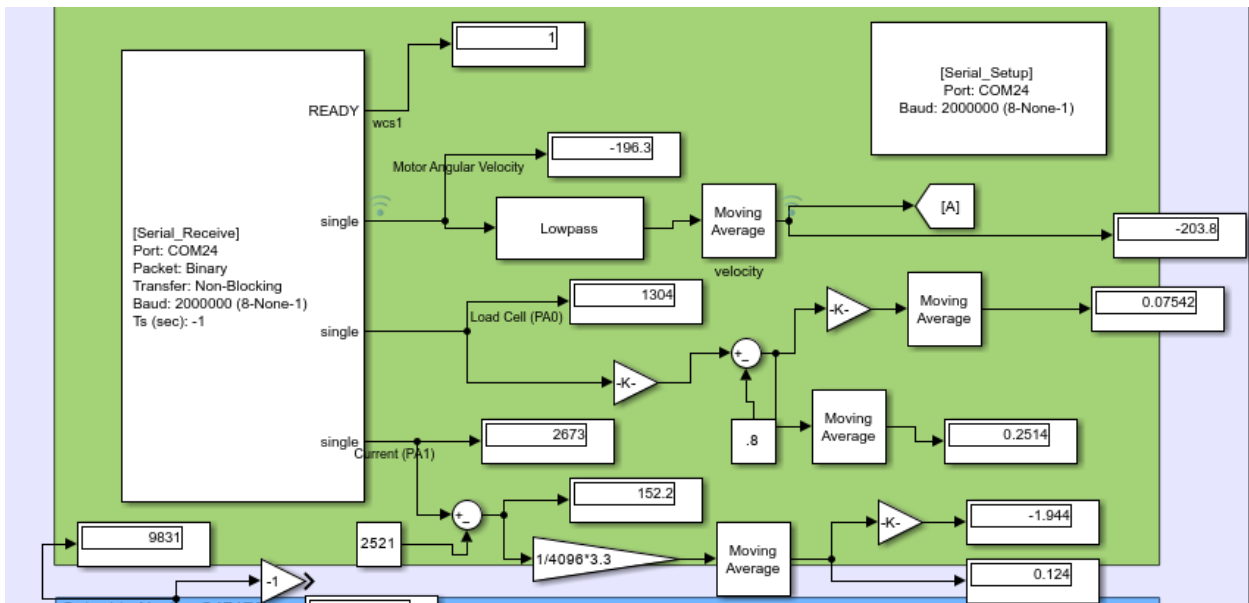 1
READY
wcs1
[Serial_Setup]
Port: COM24
Baud: 2000000 (8-None-1)
-196.3
Motor Angular Velocity
single
Lowpass
Moving
Average
velocity
[A]
-203.8
[Serial_Receive]
Port: COM24
Packet: Binary
Transfer: Non-Blocking
Baud: 2000000 (8-None-1)
Ts (sec): -1
1304
Load Cell (PA0)
single
-K-
+_
.8
-K-
Moving
Average
0.07542
Moving
Average
0.2514
single
Current (PA1)
2673
152.2
+_
2521
1/4096*3.3
Moving
Average
-K-
-1.944
0.124
9831
-1